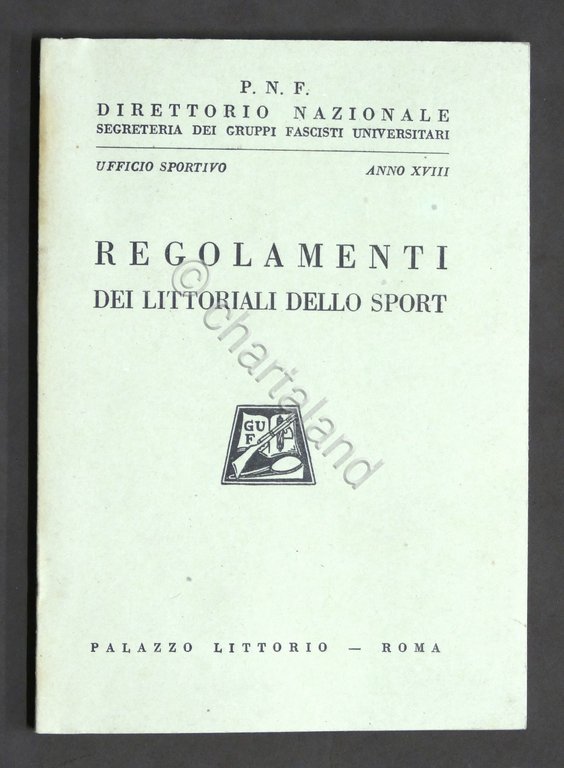 P. N. F.
DIRETTORIO NAZIONALE
SEGRETERIA DEI GRUPPI FASCISTI UNIVERSITARI
UFFICIO SPORTIVO ANNO XVIII
REGOLAMENTI
DEI LITTORIALI DELLO SPORT
© chartaland
GU
F
PALAZZO LITTORIO — ROMA